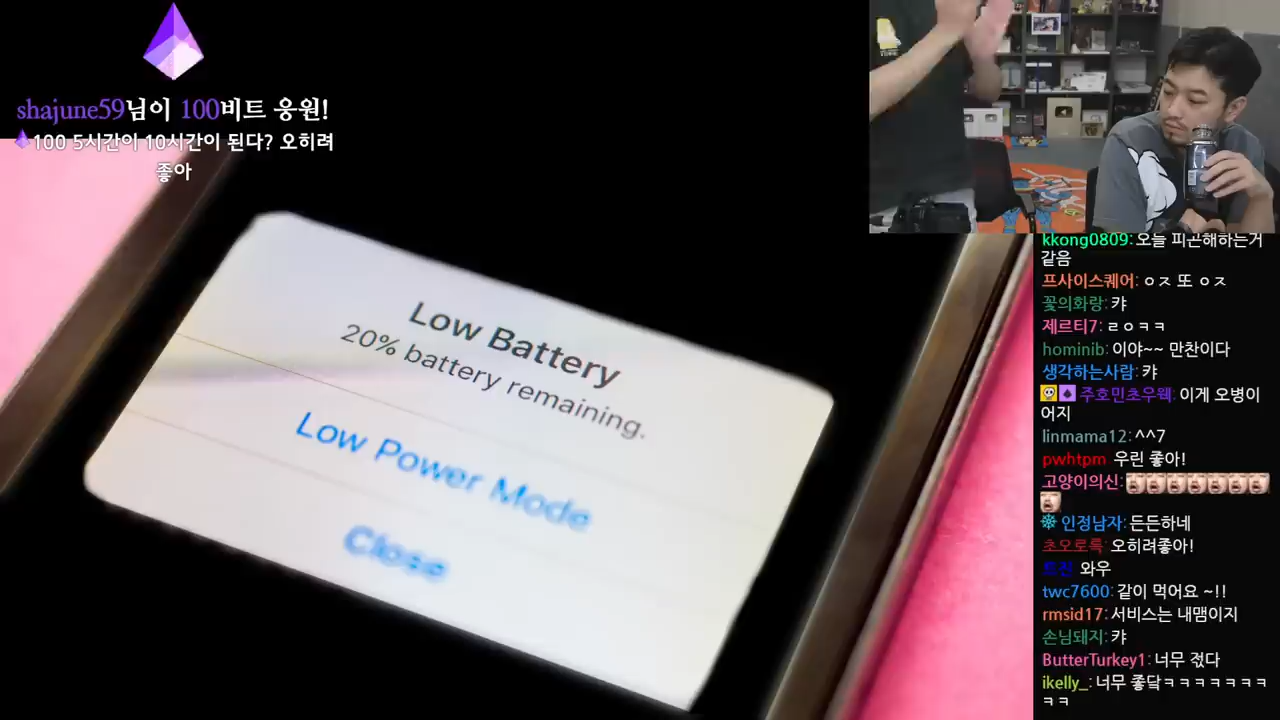 shajune59님이 100비트 웅원!
100 5시간이 10시간이 된다? 오히려
좋아
Low Battery
20% battery remaining.
Low Power Mode
Close
kkong0809: 오늘 피곤해하는거
같음
프사이스퀘어: ㅇㅈ 또 ㅇㅈ
꽃의화랑: 캬
제르티7: ㄹㅇㅋㅋ
hominib: 이야~~ 만찬이다
생각하는사람: 캬
주호민초우웩: 이게 오병이
어지
linmama12: ^^7
pwhtpm 우린 좋아!
고양이의신:
인정남자: 든든하네
초오로록: 오히려좋아!
트진 와우
twc7600: 같이 먹어요 ~!!
rmsid17: 서비스는 내맴이지
손님돼지: 캬
ButterTurkey1: 너무 젔다
ikelly_: 너무 좋닼ㅋㅋㅋㅋㅋㅋㅋ
ㅋㅋ